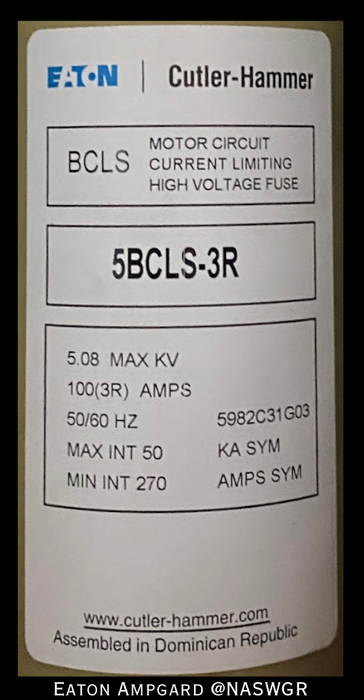 EATON | Cutler-Hammer
BCLS
MOTOR CIRCUIT
CURRENT LIMITING
HIGH VOLTAGE FUSE
5BCLS-3R
5.08 MAX KV
100(3R) AMPS
50/60 HZ 5982C31G03
MAX INT 50 KA SYM
MIN INT 270 AMPS SYM
www.cutler-hammer.com
Assembled in Dominican Republic
EATON AMPGARD @NASWGR